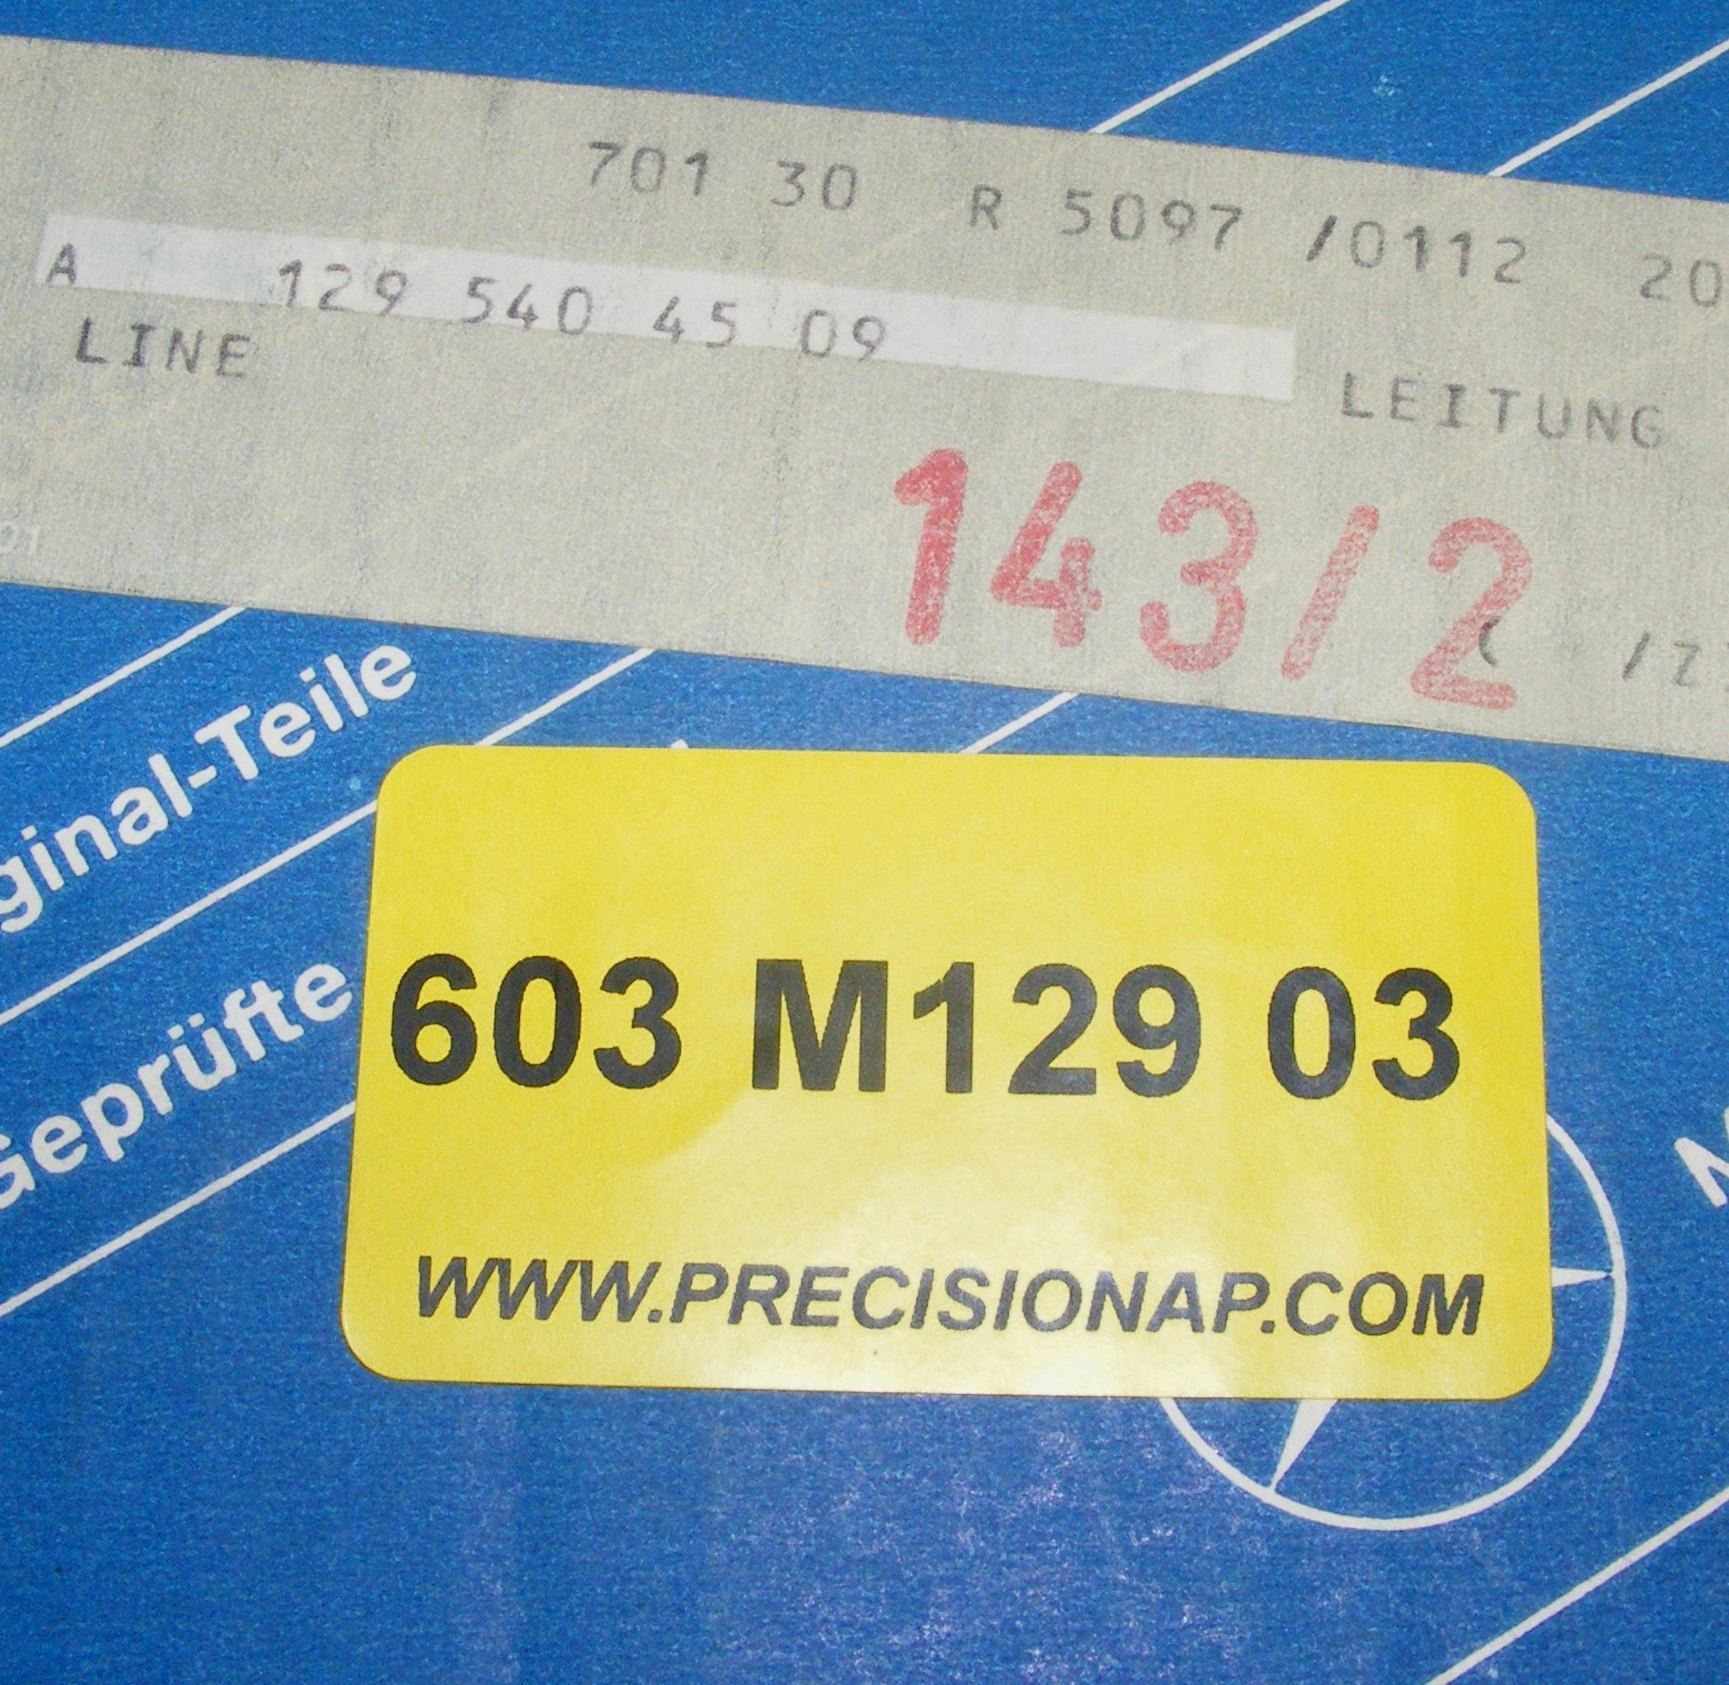 701 30 R 5097 /0112 20
A 129 540 45 09
LINE LEITUNG
143/2
ginal-Teile
Geprüfte
603 M129 03
WWW.PRECISIONAP.COM